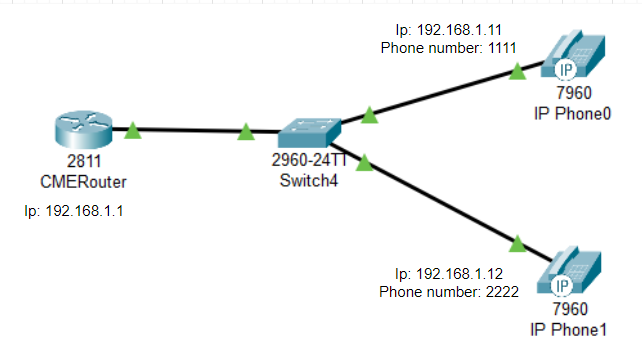 Ip: 192.168.1.11
Phone number: 1111
IP
7960
IP Phone0
2811
CMERouter
Ip: 192.168.1.1
2960-24TT
Switch4
Ip: 192.168.1.12
Phone number: 2222
IP
7960
IP Phone1